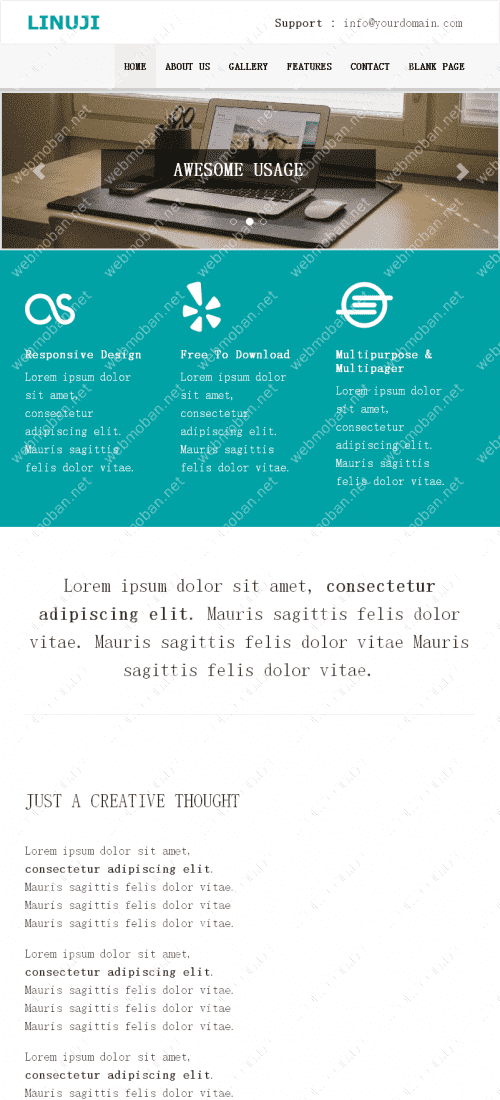 LINUJI
Support : info@yourdomain.com
HOME ABOUT US GALLERY FEATURES CONTACT BLANK PAGE
AWESOME USAGE
Responsive Design
Lorem ipsum dolor
sit amet,
consectetur
adipiscing elit.
Mauris sagittis
felis dolor vitae.
Free To Download
Lorem ipsum dolor
sit amet,
consectetur
adipiscing elit.
Mauris sagittis
felis dolor vitae.
Multipurpose &
Multipager
Lorem ipsum dolor
sit amet,
consectetur
adipiscing elit.
Mauris sagittis
felis dolor vitae.
Lorem ipsum dolor sit amet, consectetur
adipiscing elit. Mauris sagittis felis dolor
vitae. Mauris sagittis felis dolor vitae Mauris
sagittis felis dolor vitae.
JUST A CREATIVE THOUGHT
Lorem ipsum dolor sit amet,
consectetur adipiscing elit.
Mauris sagittis felis dolor vitae.
Mauris sagittis felis dolor vitae
Mauris sagittis felis dolor vitae.
Lorem ipsum dolor sit amet,
consectetur adipiscing elit.
Mauris sagittis felis dolor vitae.
Mauris sagittis felis dolor vitae
Mauris sagittis felis dolor vitae.
Lorem ipsum dolor sit amet,
consectetur adipiscing elit.
Mauris sagittis felis dolor vitae.
webmoban.net